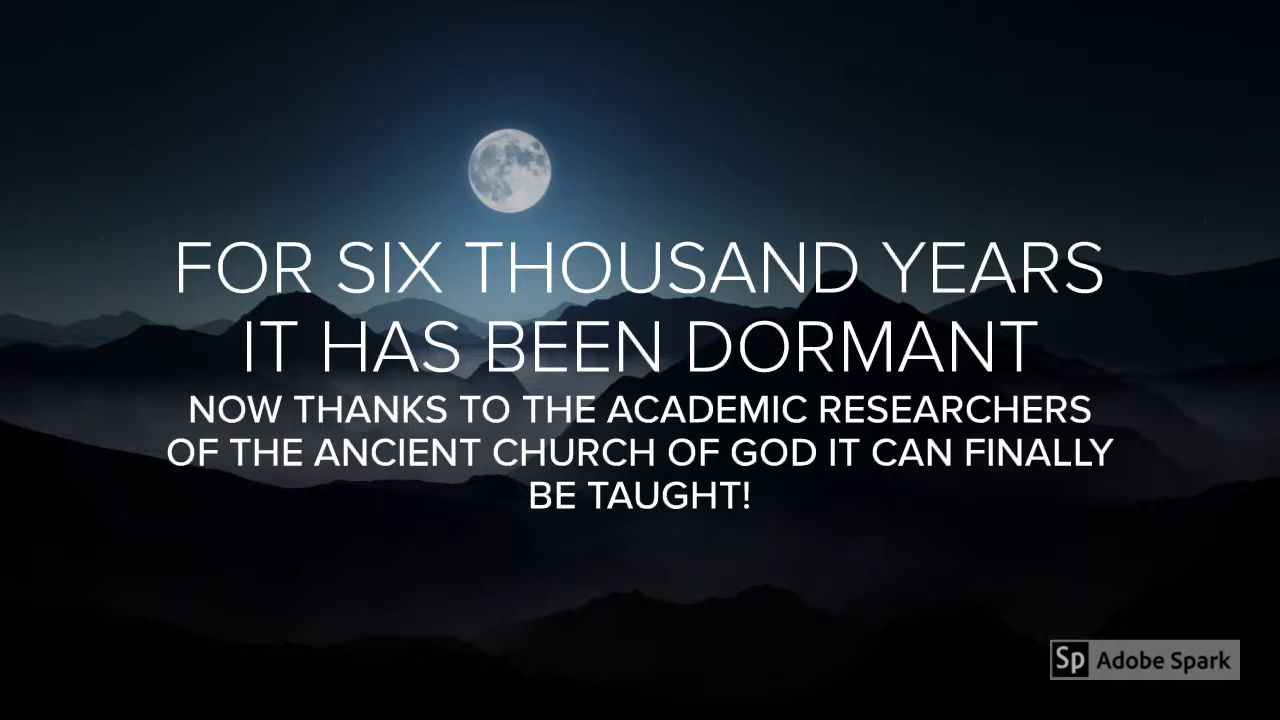 FOR SIX THOUSAND YEARS
IT HAS BEEN DORMANT
NOW THANKS TO THE ACADEMIC RESEARCHERS
OF THE ANCIENT CHURCH OF GOD IT CAN FINALLY
BE TAUGHT!
Sp Adobe Spark